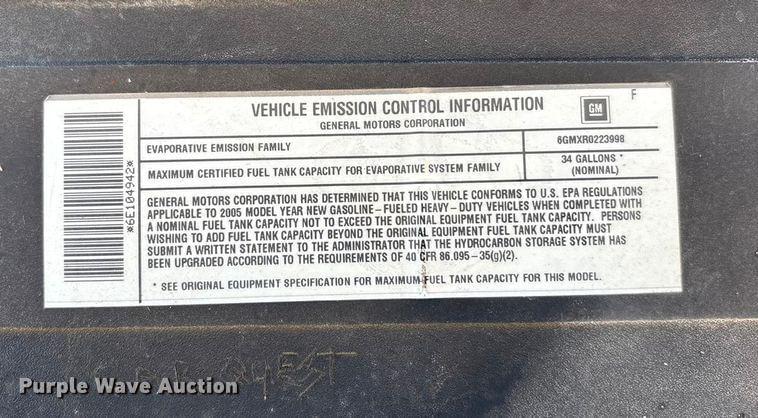 VEHICLE EMISSION CONTROL INFORMATION
GENERAL MOTORS CORPORATION
GM
F
EVAPORATIVE EMISSION FAMILY 6GMXR0223998
MAXIMUM CERTIFIED FUEL TANK CAPACITY FOR EVAPORATIVE SYSTEM FAMILY 34 GALLONS *
(NOMINAL)
*6E104942*
GENERAL MOTORS CORPORATION HAS DETERMINED THAT THIS VEHICLE CONFORMS TO U.S. EPA REGULATIONS
APPLICABLE TO 2005 MODEL YEAR NEW GASOLINE-FUELED HEAVY-DUTY VEHICLES WHEN COMPLETED WITH
A NOMINAL FUEL TANK CAPACITY NOT TO EXCEED THE ORIGINAL EQUIPMENT FUEL TANK CAPACITY. PERSONS
WISHING TO ADD FUEL TANK CAPACITY BEYOND THE ORIGINAL EQUIPMENT FUEL TANK CAPACITY MUST
SUBMIT A WRITTEN STATEMENT TO THE ADMINISTRATOR THAT THE HYDROCARBON STORAGE SYSTEM HAS
BEEN UPGRADED ACCORDING TO THE REQUIREMENTS OF 40 CFR 86.095-35(g)(2).
* SEE ORIGINAL EQUIPMENT SPECIFICATION FOR MAXIMUM FUEL TANK CAPACITY FOR THIS MODEL.
QUEST
Purple Wave Auction